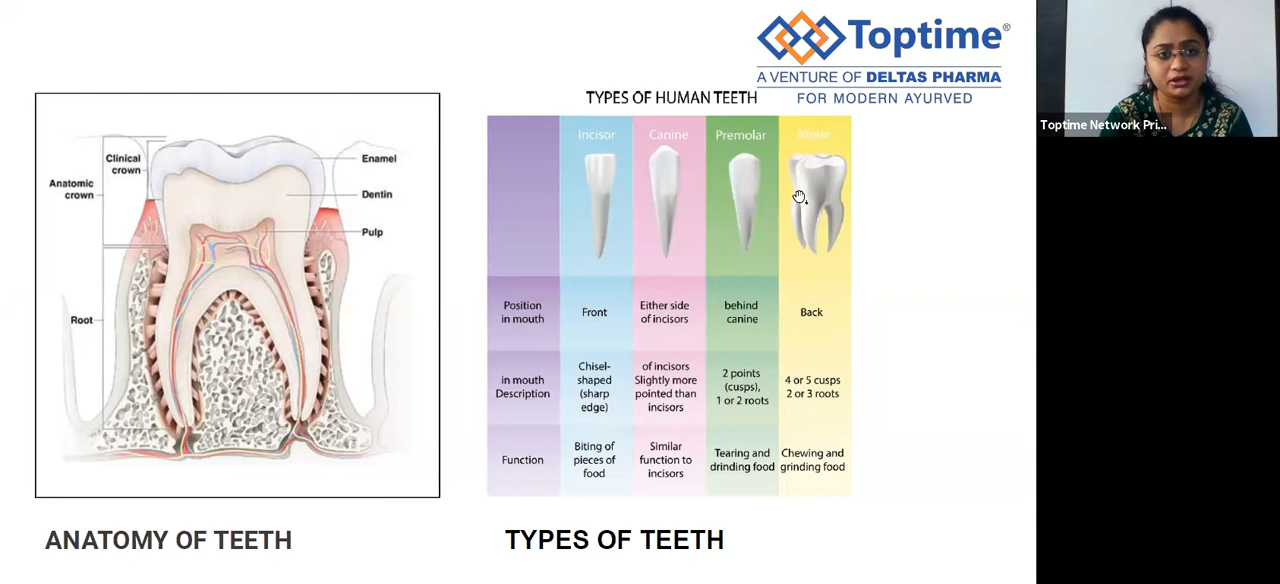 Toptime®
A VENTURE OF DELTAS PHARMA
FOR MODERN AYURVED
Toptime Network Pri...
Clinical
crown
Anatomic
crown
Root
Enamel
Dentin
Pulp
ANATOMY OF TEETH
TYPES OF HUMAN TEETH
Incisor Canine Premolar Molar
Position
in mouth
Front
Either side
of incisors
behind
canine
Back
in mouth
Description
Chisel-
shaped
(sharp
edge)
of incisors
Slightly more
pointed than
incisors
2 points
(cusps),
1 or 2 roots
4 or 5 cusps
2 or 3 roots
Function
Biting of
pieces of
food
Similar
function to
incisors
Tearing and
drinding food
Chewing and
grinding food
TYPES OF TEETH